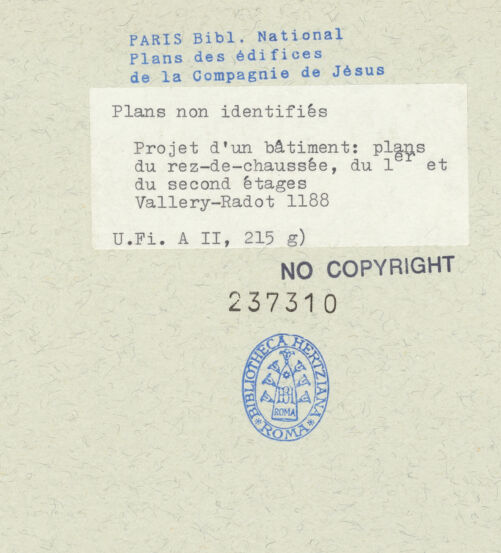 PARIS Bibl. National
Plans des édifices
de la Compagnie de Jésus
Plans non identifiés
Projet d'un bâtiment: plans
du rez-de-chaussée, du 1er et
du second étages
Vallery-Radot 1188
U.Fi. A II, 215 g)
NO COPYRIGHT
237310
BIBLIOTHECA HERTZIANA
ROMA
*ROMA*